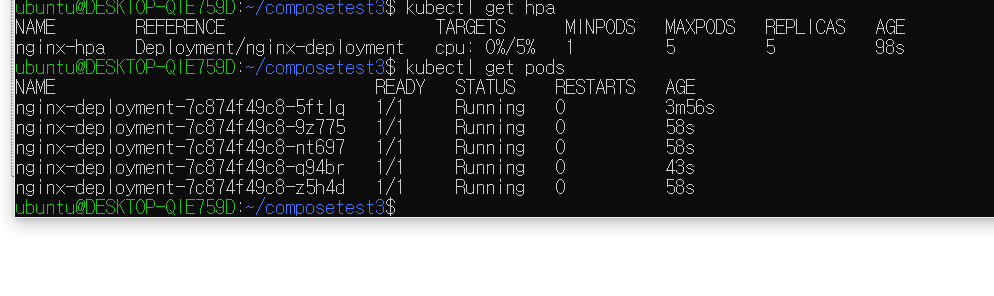 ubuntu@DESKTOP-QIE759D:~/composetest3$ kubectl get hpa
NAME REFERENCE TARGETS MINPODS MAXPODS REPLICAS AGE
nginx-hpa Deployment/nginx-deployment cpu: 0%/5% 1 5 5 98s
ubuntu@DESKTOP-QIE759D:~/composetest3$ kubectl get pods
NAME READY STATUS RESTARTS AGE
nginx-deployment-7c874f49c8-5ftlq 1/1 Running 0 3m56s
nginx-deployment-7c874f49c8-9z775 1/1 Running 0 58s
nginx-deployment-7c874f49c8-nt697 1/1 Running 0 58s
nginx-deployment-7c874f49c8-q94br 1/1 Running 0 43s
nginx-deployment-7c874f49c8-z5h4d 1/1 Running 0 58s
ubuntu@DESKTOP-QIE759D:~/composetest3$